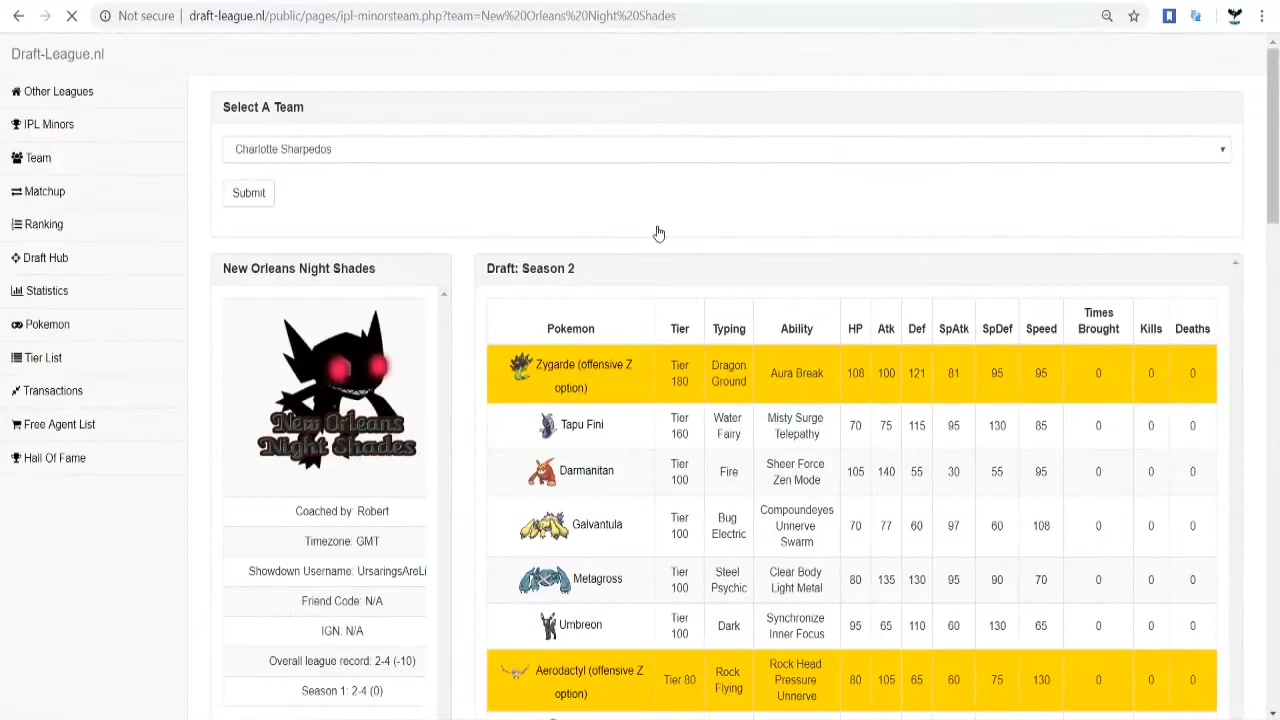 Not secure | draft-league.nl/public/pages/ipl-minorsteam.php?team=New%20Orleans%20Night%20Shades
Draft-League.nl
Other Leagues
IPL Minors
Team
Matchup
Ranking
Draft Hub
Statistics
Pokemon
Tier List
Transactions
Free Agent List
Hall Of Fame
Select A Team
Charlotte Sharpedos
Submit
New Orleans Night Shades
New Orleans
Night Shades
Coached by: Robert
Timezone: GMT
Showdown Username: UrsaringsAreLi
Friend Code: N/A
IGN: N/A
Overall league record: 2-4 (-10)
Season 1: 2-4 (0)
Draft: Season 2
Pokemon Tier Typing Ability HP Atk Def SpAtk SpDef Speed Times
Brought Kills Deaths
Zygarde (offensive Z
option) Tier
180 Dragon
Ground Aura Break 108 100 121 81 95 95 0 0 0
Tapu Fini Tier
160 Water
Fairy Misty Surge
Telepathy 70 75 115 95 130 85 0 0 0
Darmanitan Tier
100 Fire Sheer Force
Zen Mode 105 140 55 30 55 95 0 0 0
Galvantula Tier
100 Bug
Electric Compoundeyes
Unnerve
Swarm 70 77 60 97 60 108 0 0 0
Metagross Tier
100 Steel
Psychic Clear Body
Light Metal 80 135 130 95 90 70 0 0 0
Umbreon Tier
100 Dark Synchronize
Inner Focus 95 65 110 60 130 65 0 0 0
Aerodactyl (offensive Z
option) Tier 80 Rock
Flying Rock Head
Pressure
Unnerve 80 105 65 60 75 130 0 0 0